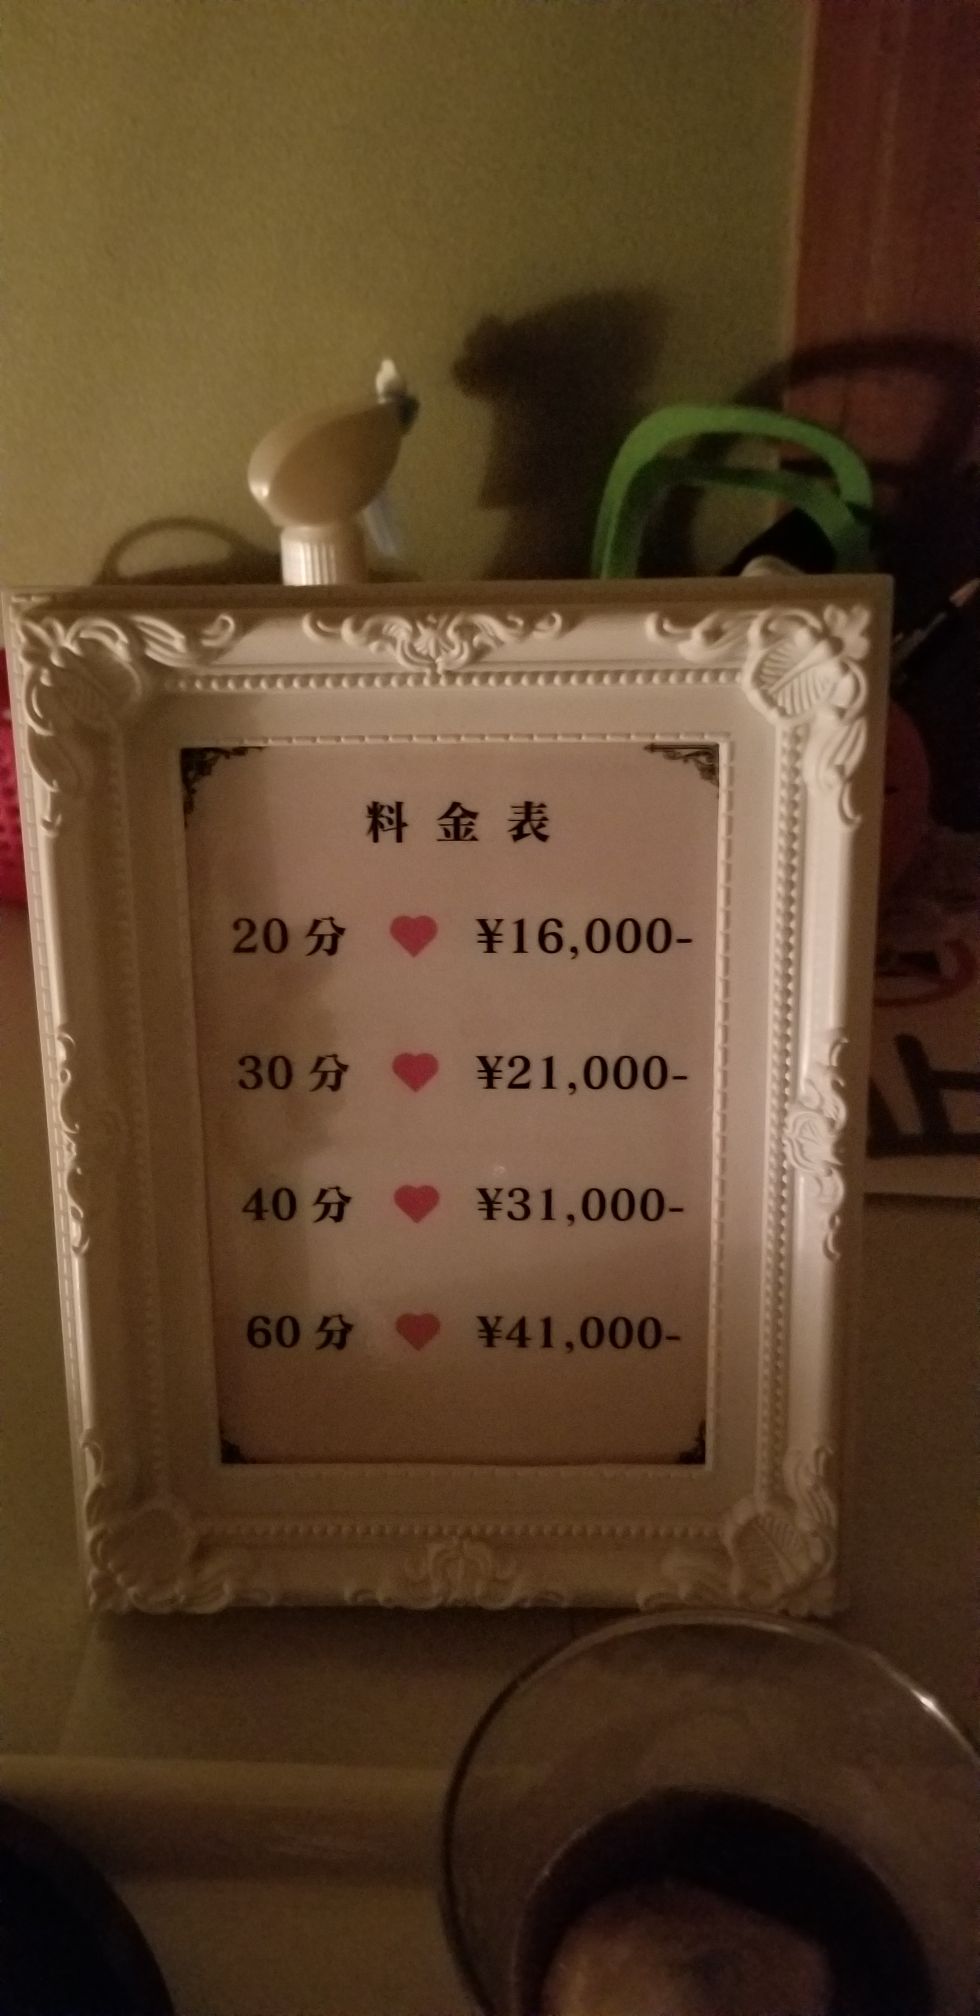 料金表
20分 ♥ ¥16,000-
30分 ♥ ¥21,000-
40分 ♥ ¥31,000-
60分 ♥ ¥41,000-